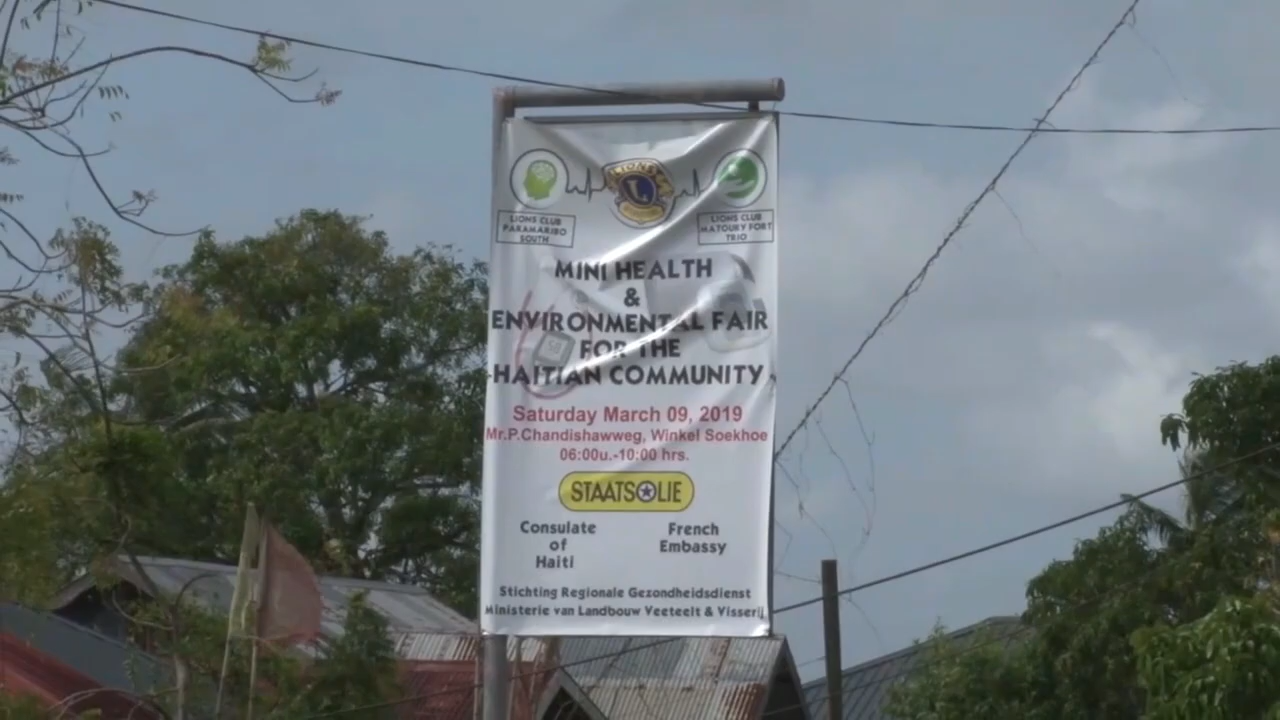 LIONS
LIONS CLUB
PARAMARIBO
SOUTH
LIONS CLUB
MATOURY FORT
TRIO
MINI HEALTH
&
ENVIRONMENTAL FAIR
FOR THE
HAITIAN COMMUNITY
Saturday March 09, 2019
Mr.P.Chandishawweg, Winkel Soekhoe
06:00u.-10:00 hrs.
STAATSOLIE
Consulate
of
Haiti
French
Embassy
Stichting Regionale Gezondheidsdienst
Ministerie van Landbouw Veeteelt & Visserij